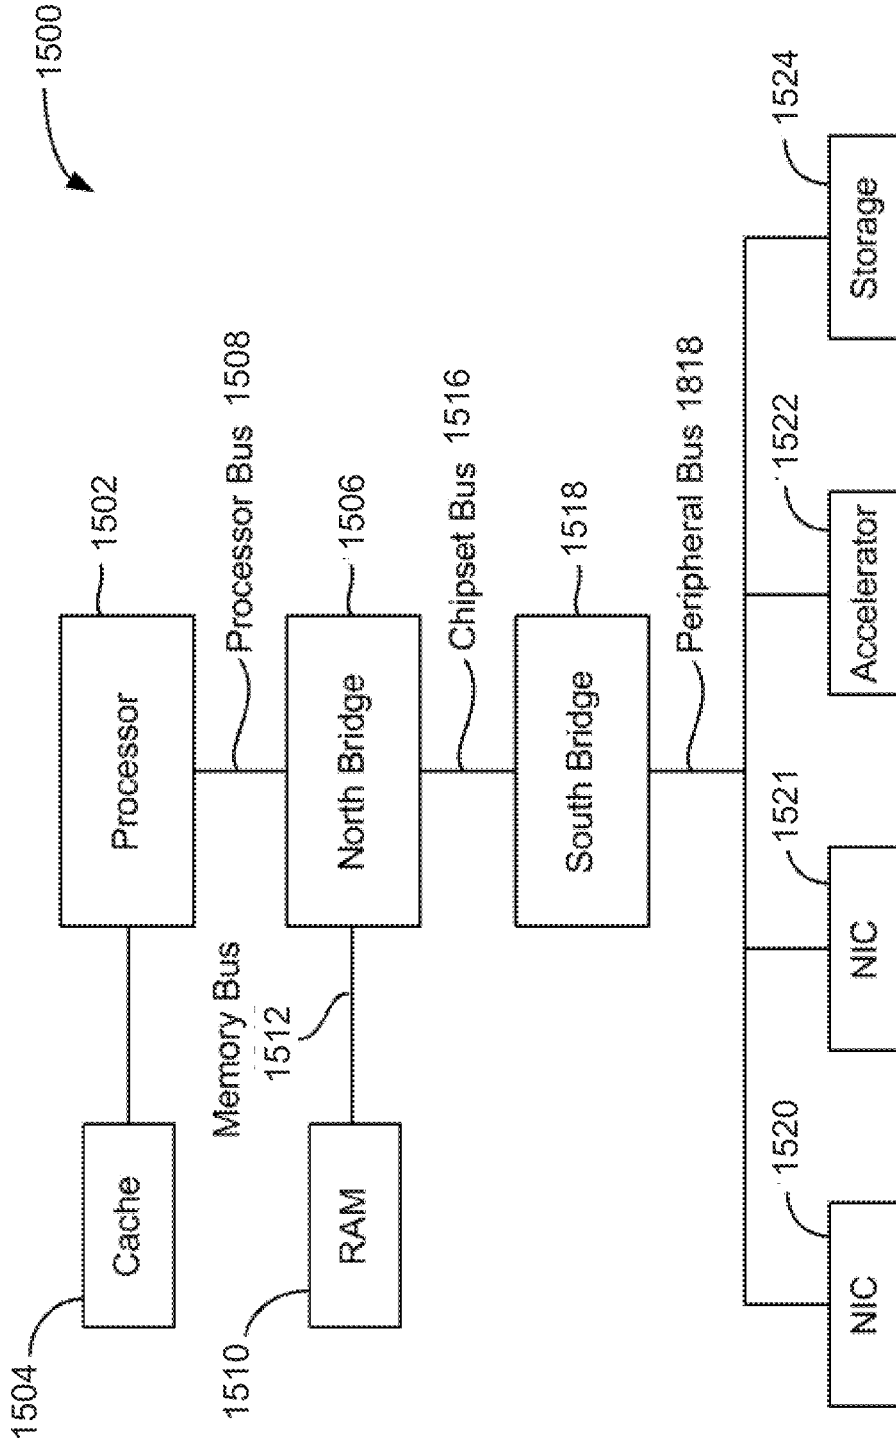 1500
1504
Cache
Processor
1502
Processor Bus 1508
Memory Bus
1512
1510
RAM
North Bridge
1506
Chipset Bus 1516
South Bridge
1518
Peripheral Bus 1818
1520
NIC
1521
NIC
1522
Accelerator
1524
Storage